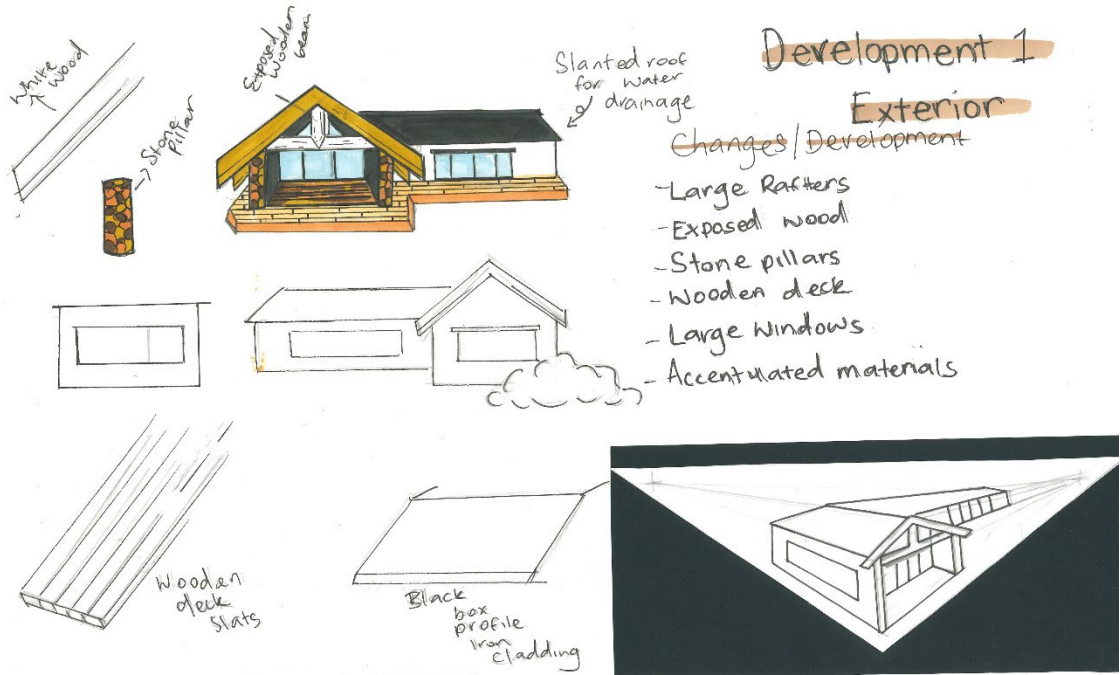 Development 1
Exterior
Changes/Development
-Large Rafters
-Exposed wood
-Stone pillars
-Wooden deck
-Large Windows
-Accentulated materials
White
Wood
Stone
pillar
Exposed
Wooden
beam
Slanted roof
for water
drainage
Wooden
deck
Slats
Black
box
profile
Iron
cladding